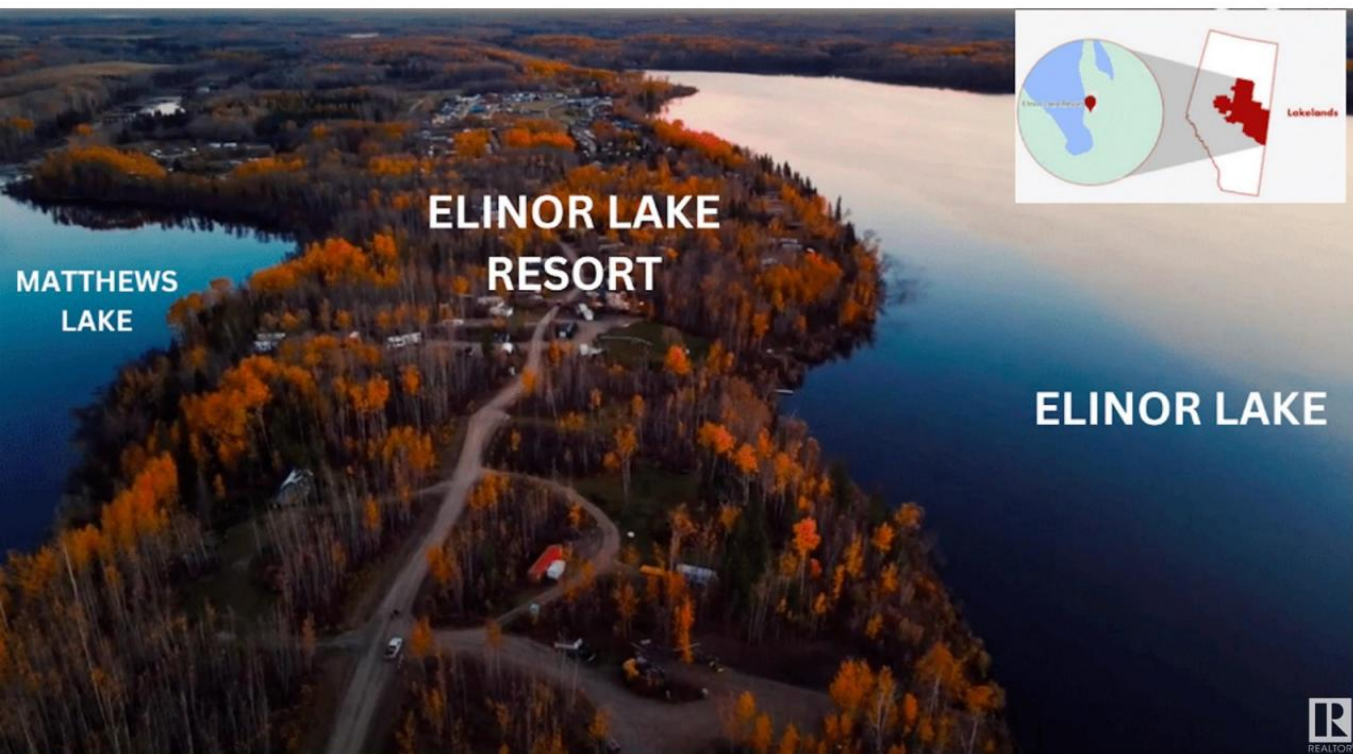 Lakelands
ELINOR LAKE
RESORT
MATTHEWS
LAKE
ELINOR LAKE
R
REALTOR